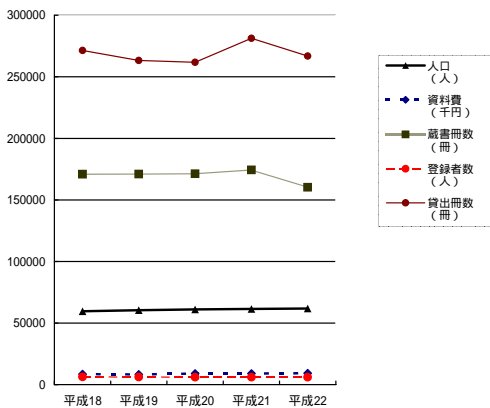 300000
250000
200000
150000
100000
50000
0
平成18 平成19 平成20 平成21 平成22
人口
（人）
資料費
（千円）
蔵書冊数
（冊）
登録者数
（人）
貸出冊数
（冊）